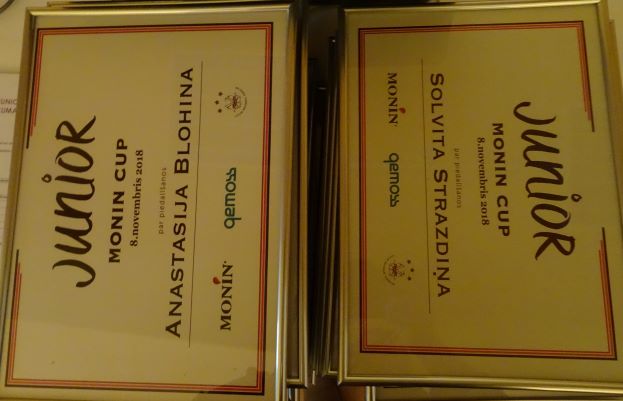 Junior
MONIN CUP
8.novembris 2018
par piedalīšanos
ANASTASIJA BLOHINA
MONIN
gemoss
Junior
MONIN CUP
8.novembris 2018
par piedalīšanos
SOLVITA STRAZDIŅA
MONIN
gemoss